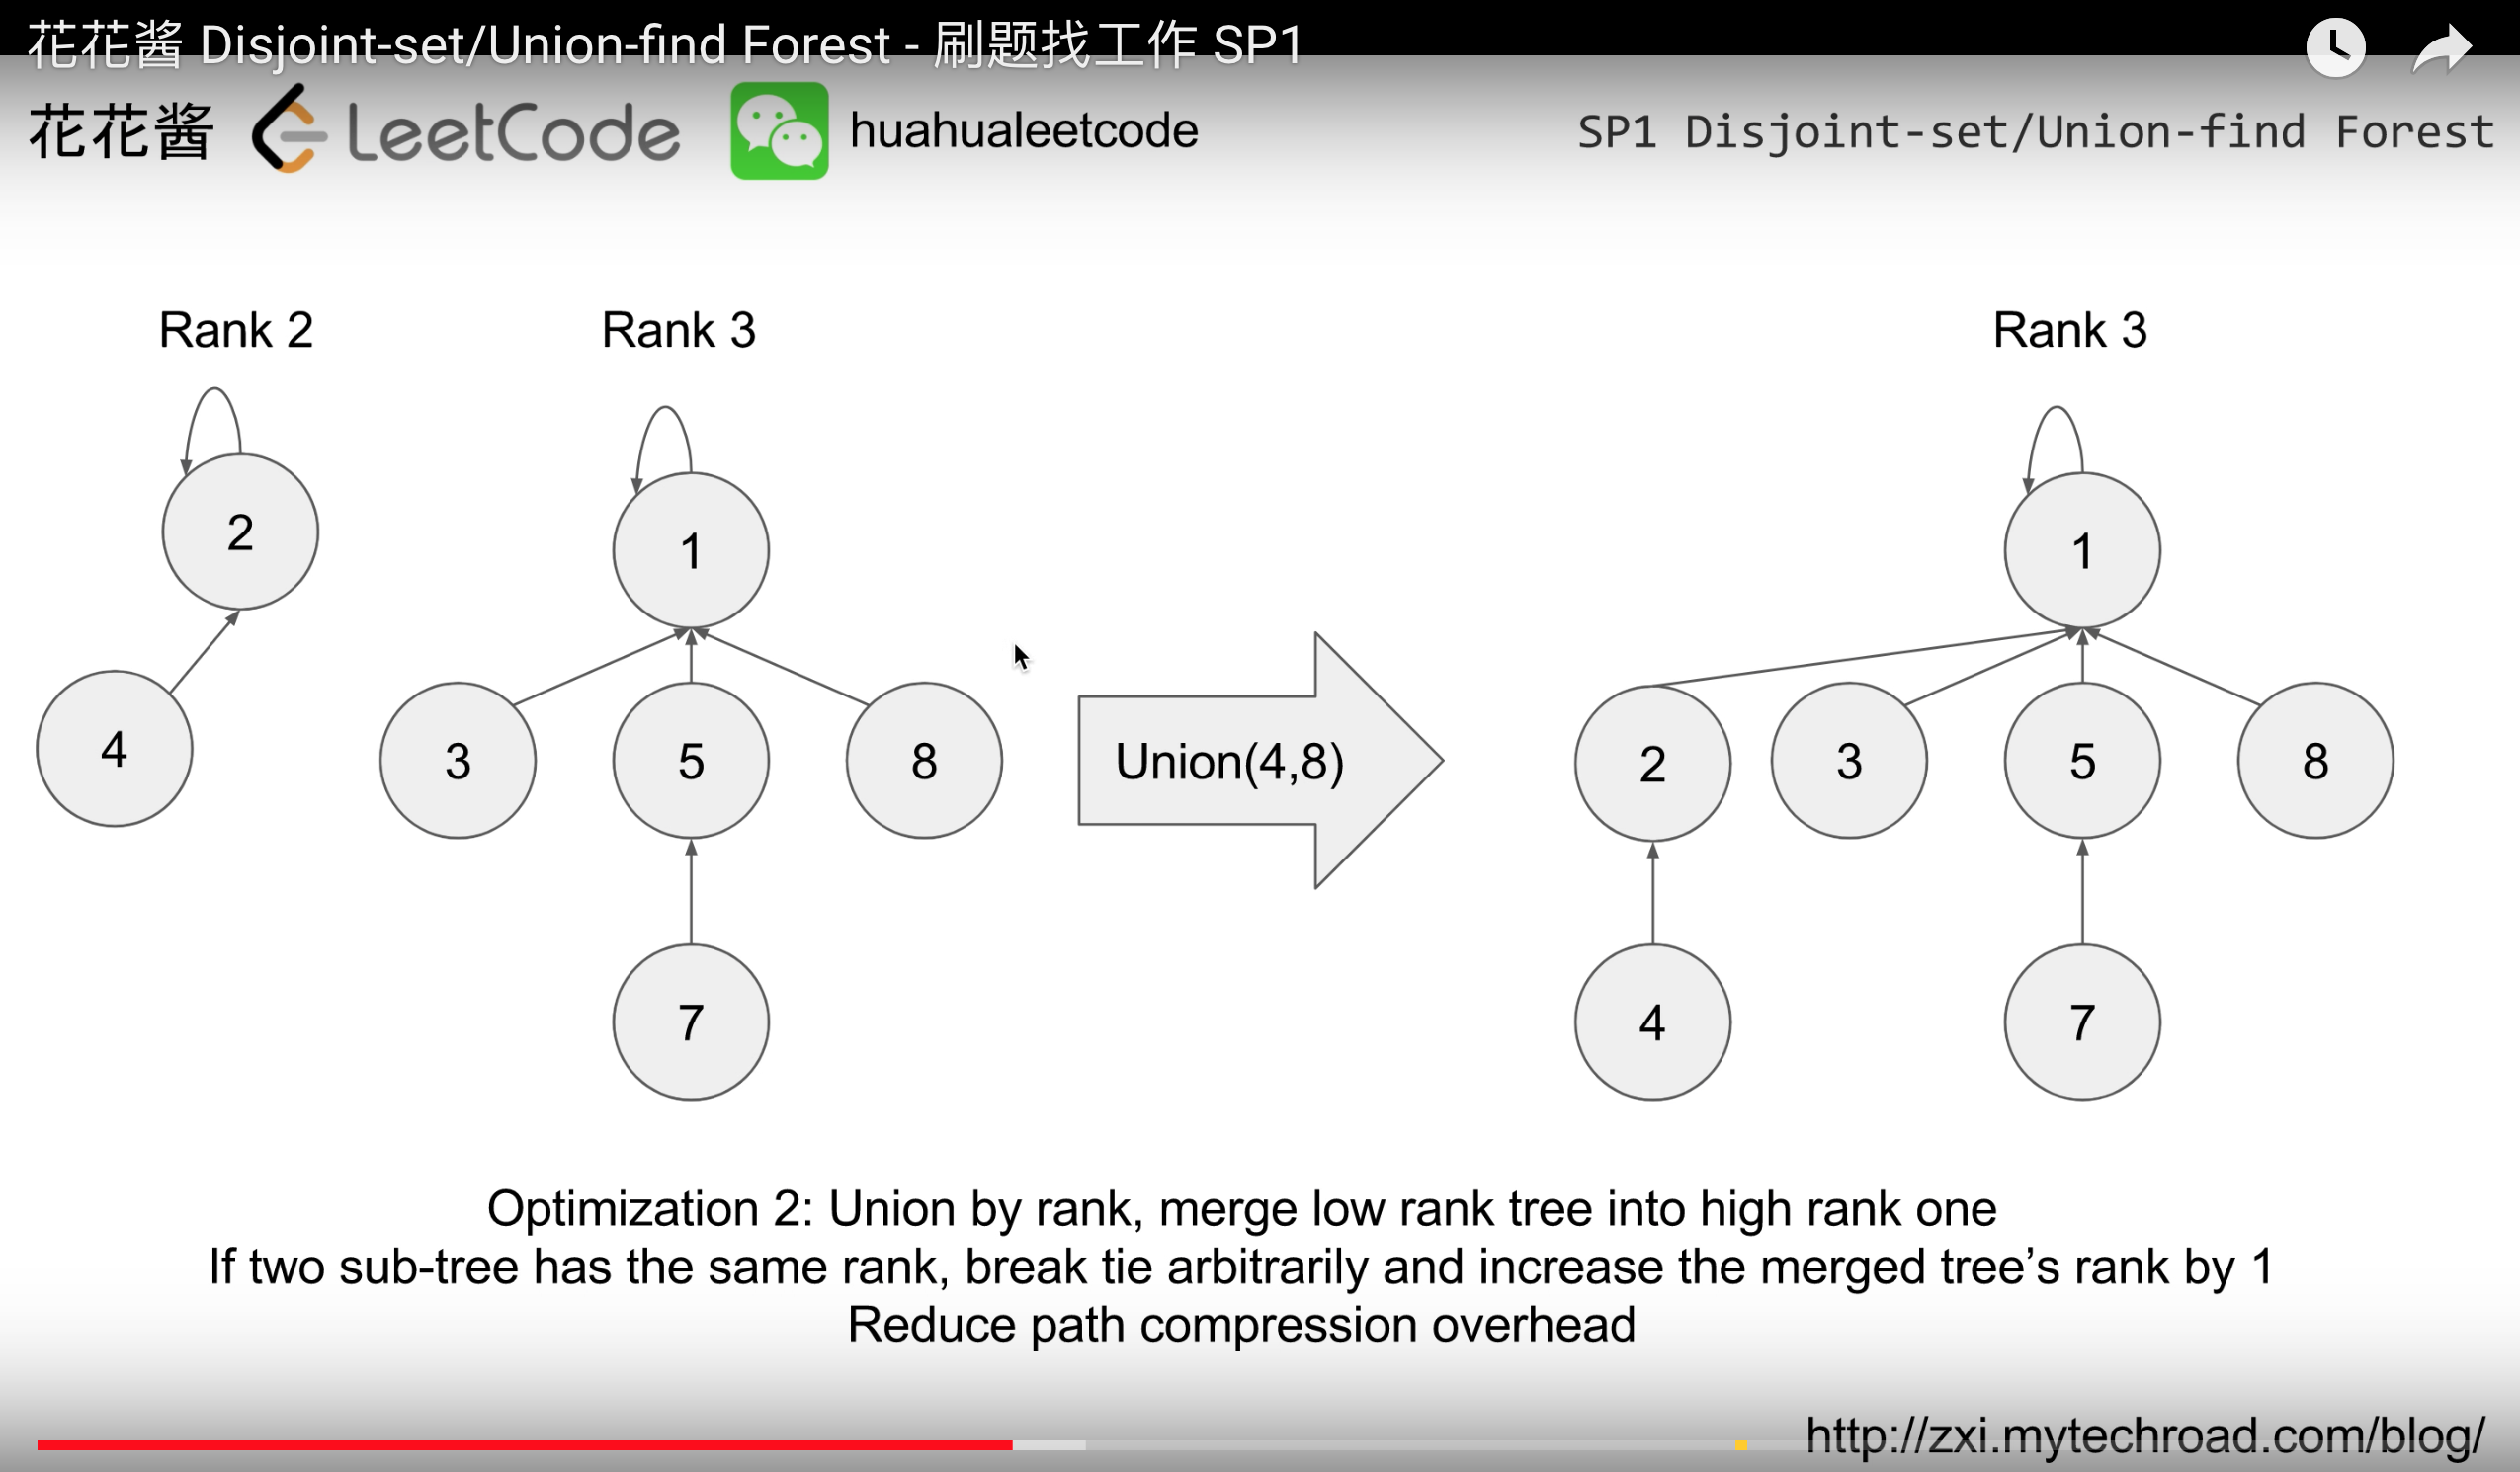 花花酱 Disjoint-set/Union-find Forest - 刷题找工作 SP1
花花酱 LeetCode huahualeetcode SP1 Disjoint-set/Union-find Forest
Rank 2 Rank 3 Rank 3
2 1 1
4 3 5 8 Union(4,8) 2 3 5 8
7 4 7
Optimization 2: Union by rank, merge low rank tree into high rank one
If two sub-tree has the same rank, break tie arbitrarily and increase the merged tree’s rank by 1
Reduce path compression overhead
http://zxi.mytechroad.com/blog/